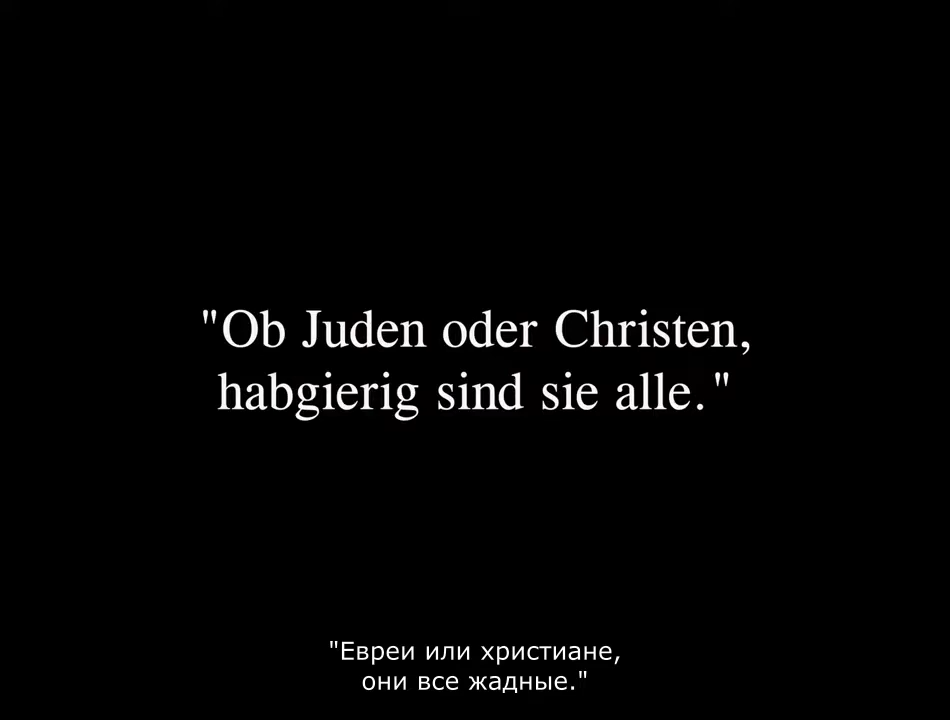 "Ob Juden oder Christen,
habgierig sind sie alle."
"Евреи или христиане,
они все жадные."